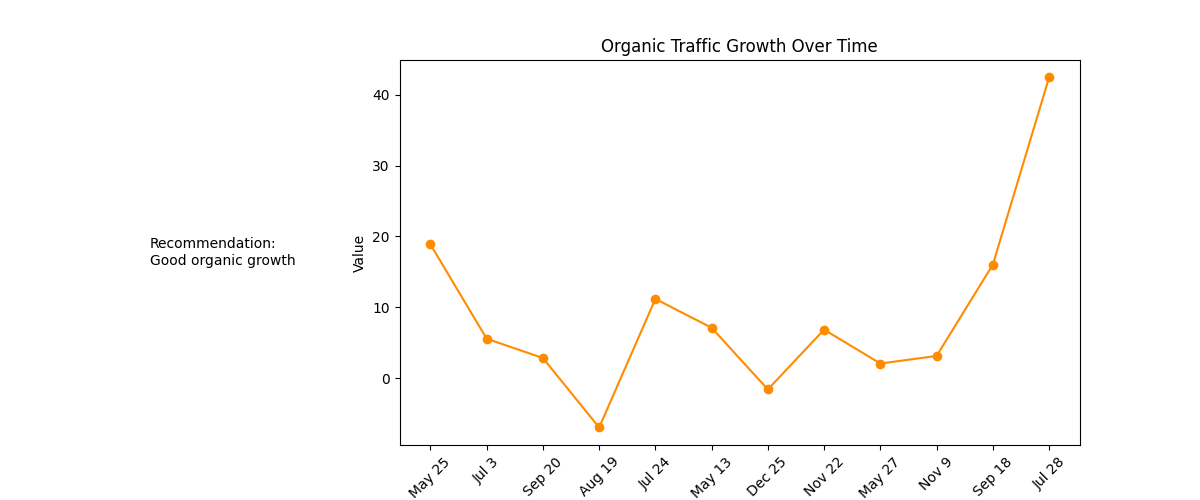 Organic Traffic Growth Over Time
Recommendation:
Good organic growth
Value
40
30
20
10
0
May 25
Jul 3
Sep 20
Aug 19
Jul 24
May 13
Dec 25
Nov 22
May 27
Nov 9
Sep 18
Jul 28